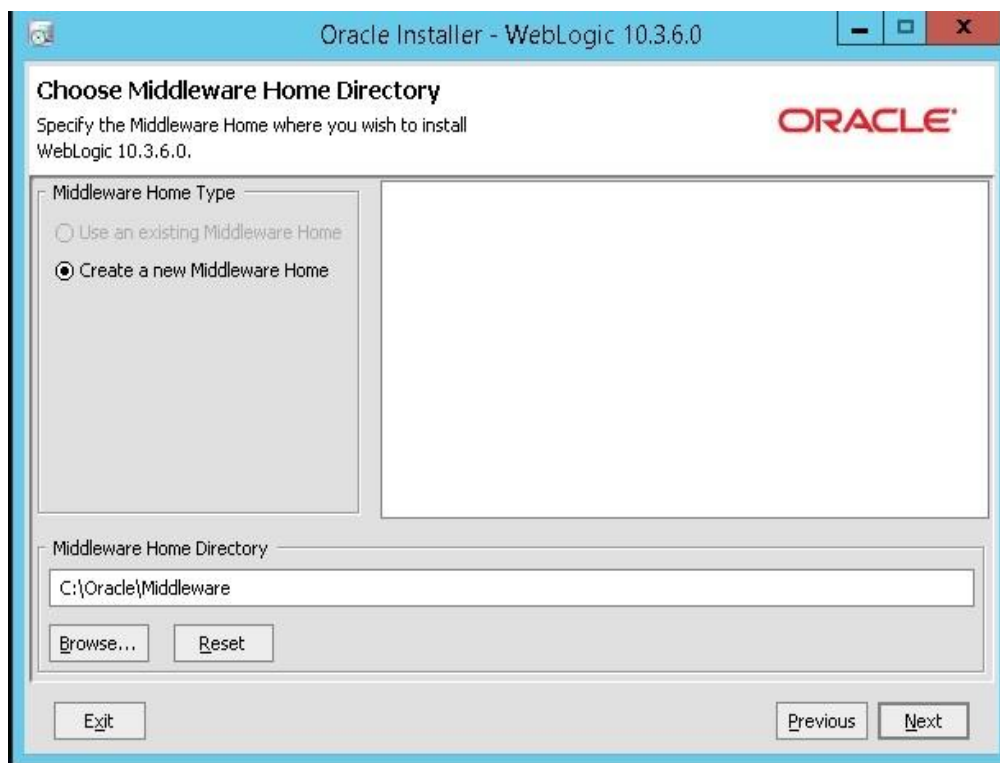 Oracle Installer - WebLogic 10.3.6.0
Choose Middleware Home Directory
Specify the Middleware Home where you wish to install
WebLogic 10.3.6.0.
ORACLE
Middleware Home Type
Use an existing Middleware Home
Create a new Middleware Home
Middleware Home Directory
C:\Oracle\Middleware
Browse...
Reset
Exit
Previous
Next